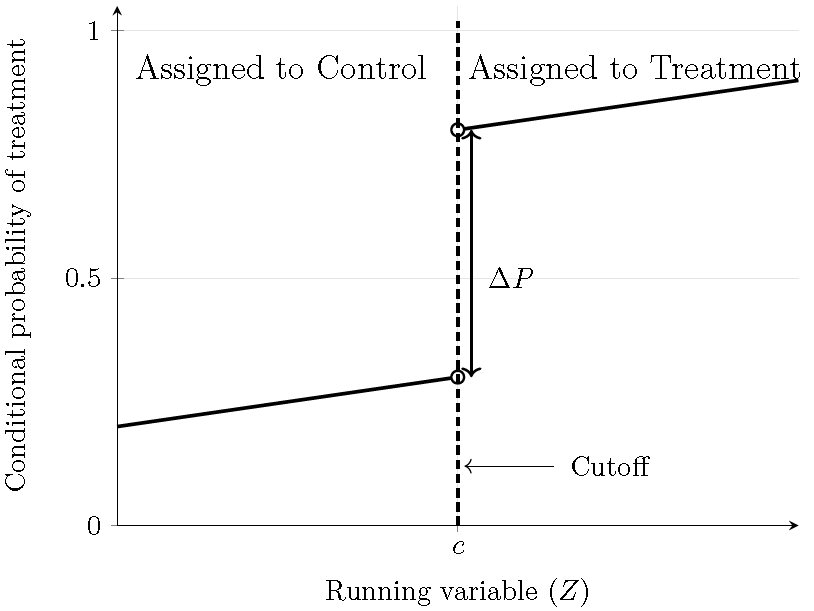 Conditional probability of treatment
1
Assigned to Control
Assigned to Treatment
0.5
ΔP
Cutoff
0
c
Running variable (Z)